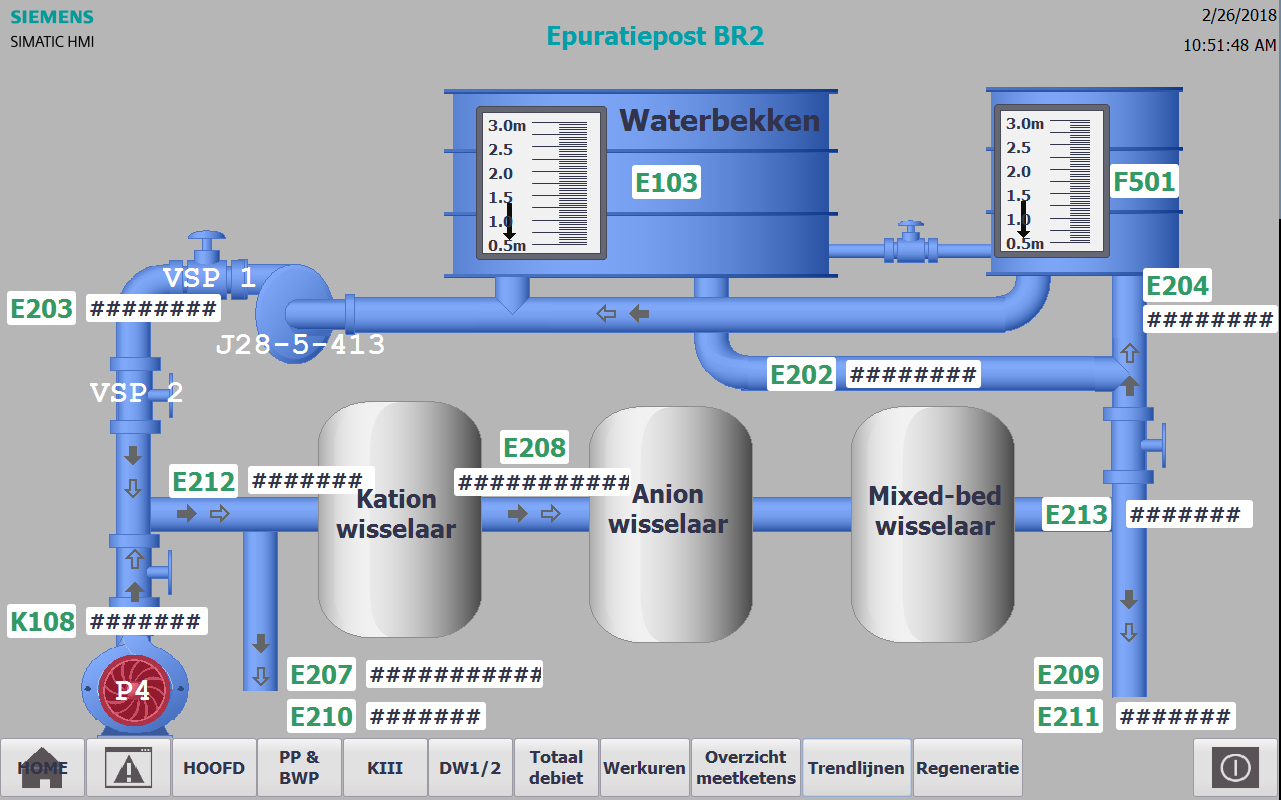 SIEMENS
SIMATIC HMI
Epuratiepost BR2
2/26/2018
10:51:48 AM
Waterbekken
E103
3.0m
2.5
2.0
1.5
1.0
0.5m
F501
3.0m
2.5
2.0
1.5
1.0
0.5m
VSP 1
E203 ########
J28-5-413
E204
########
VSP 2
E202 ########
E208
E212 #######
###########
Kation
wisselaar
Anion
wisselaar
Mixed-bed
wisselaar
E213 #######
K108 #######
P4
E207 ###########
E210 #######
E209
E211 #######
HOME
HOOFD
PP &
BWP
KIII
DW1/2
Totaal
debiet
Werkuren
Overzicht
meetketens
Trendlijnen
Regeneratie